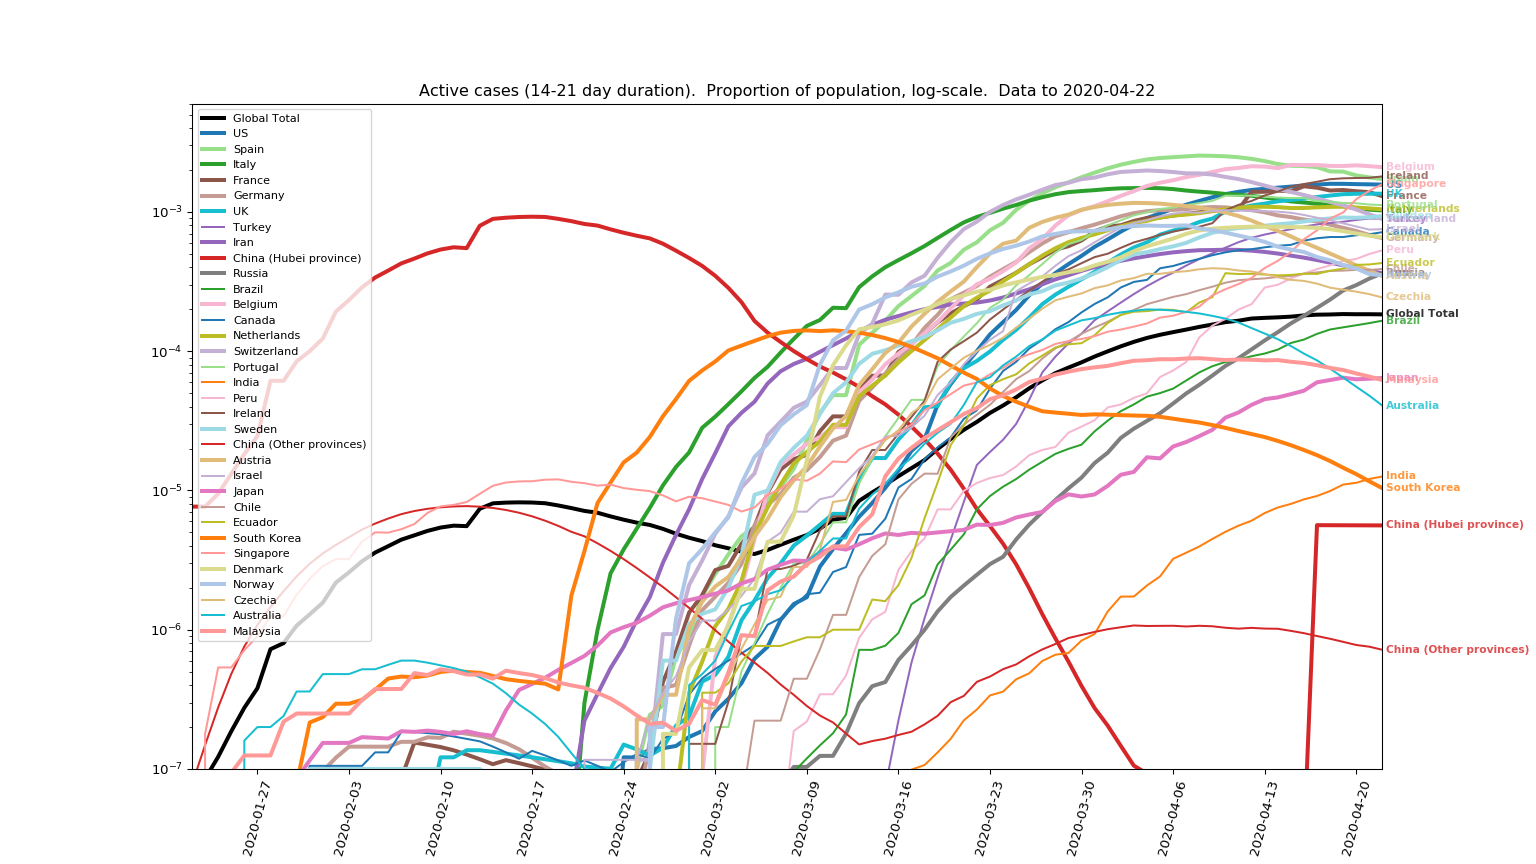 Active cases (14-21 day duration).  Proportion of population, log-scale.  Data to 2020-04-22
Global Total
US
Spain
Italy
France
Germany
UK
Turkey
Iran
China (Hubei province)
Russia
Brazil
Belgium
Canada
Netherlands
Switzerland
Portugal
India
Peru
Ireland
Sweden
China (Other provinces)
Austria
Israel
Japan
Chile
Ecuador
South Korea
Singapore
Denmark
Norway
Czechia
Australia
Malaysia
10⁻³
10⁻⁴
10⁻⁵
10⁻⁶
10⁻⁷
2020-01-27
2020-02-03
2020-02-10
2020-02-17
2020-02-24
2020-03-02
2020-03-09
2020-03-16
2020-03-23
2020-03-30
2020-04-06
2020-04-13
2020-04-20
Belgium
Ireland
Singapore
US
UK
France
Portugal
Italy
Netherlands
Turkey
Israel
Canada
Germany
Peru
Ecuador
Czechia
Global Total
Brazil
Japan
Malaysia
Australia
India
South Korea
China (Hubei province)
China (Other provinces)